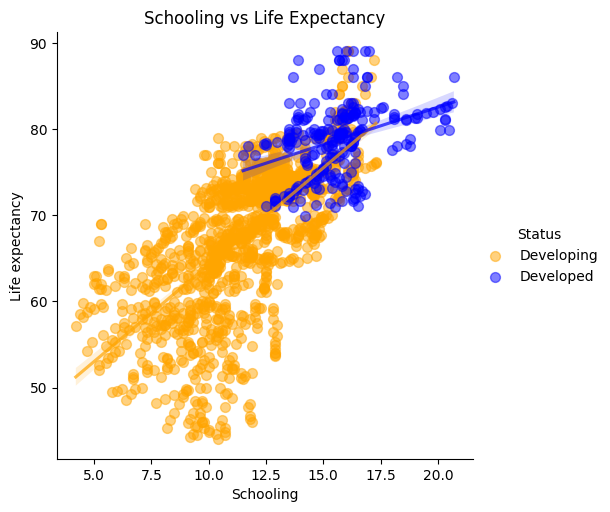 Schooling vs Life Expectancy
90
80
70
60
50
Life expectancy
5.0 7.5 10.0 12.5 15.0 17.5 20.0
Schooling
Status
Developing
Developed